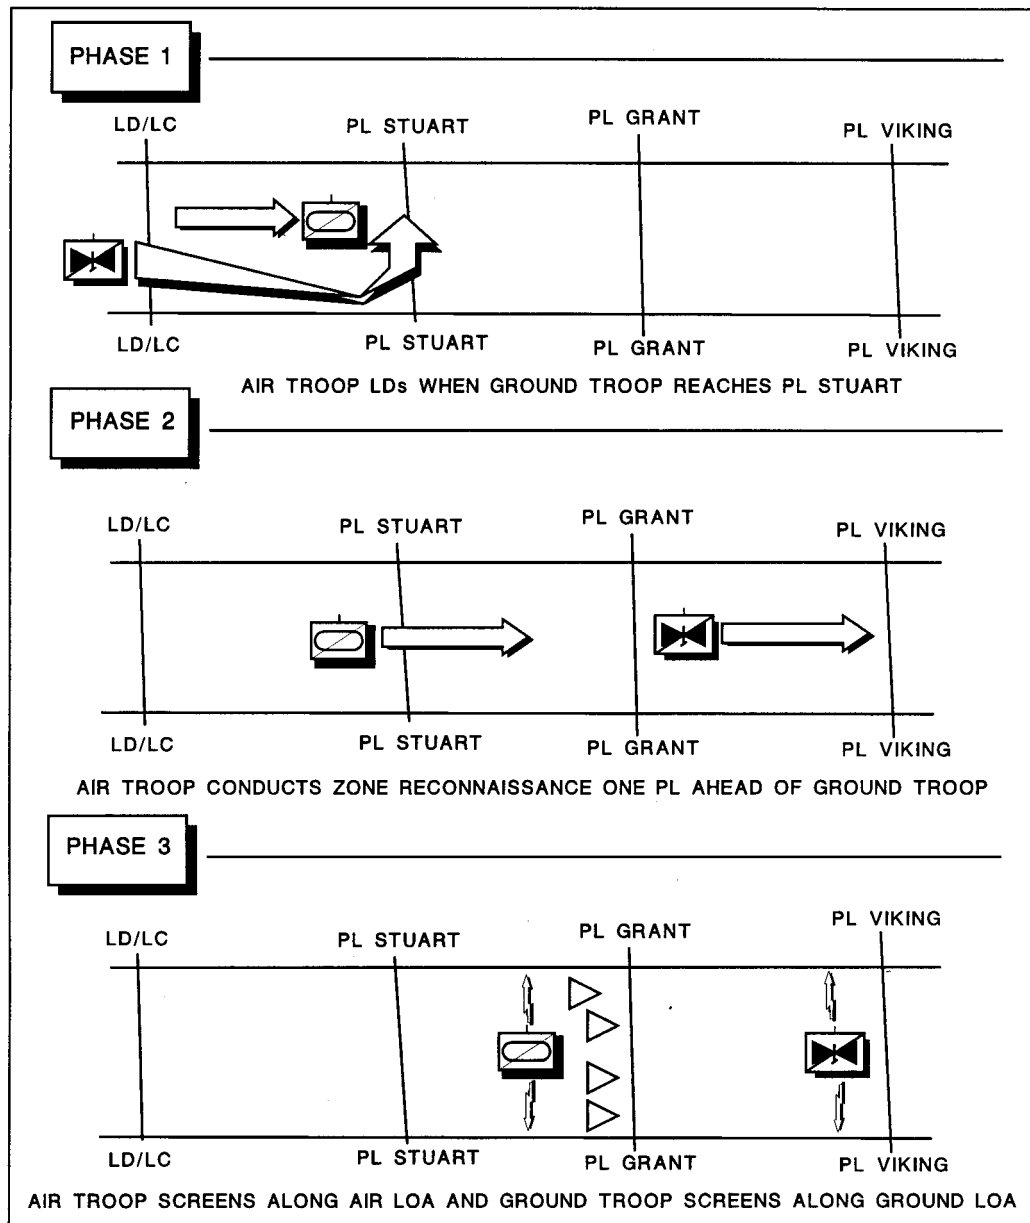 PHASE 1
LD/LC PL STUART PL GRANT PL VIKING
LD/LC PL STUART PL GRANT PL VIKING
AIR TROOP LDs WHEN GROUND TROOP REACHES PL STUART
PHASE 2
LD/LC PL STUART PL GRANT PL VIKING
LD/LC PL STUART PL GRANT PL VIKING
AIR TROOP CONDUCTS ZONE RECONNAISSANCE ONE PL AHEAD OF GROUND TROOP
PHASE 3
LD/LC PL STUART PL GRANT PL VIKING
LD/LC PL STUART PL GRANT PL VIKING
AIR TROOP SCREENS ALONG AIR LOA AND GROUND TROOP SCREENS ALONG GROUND LOA